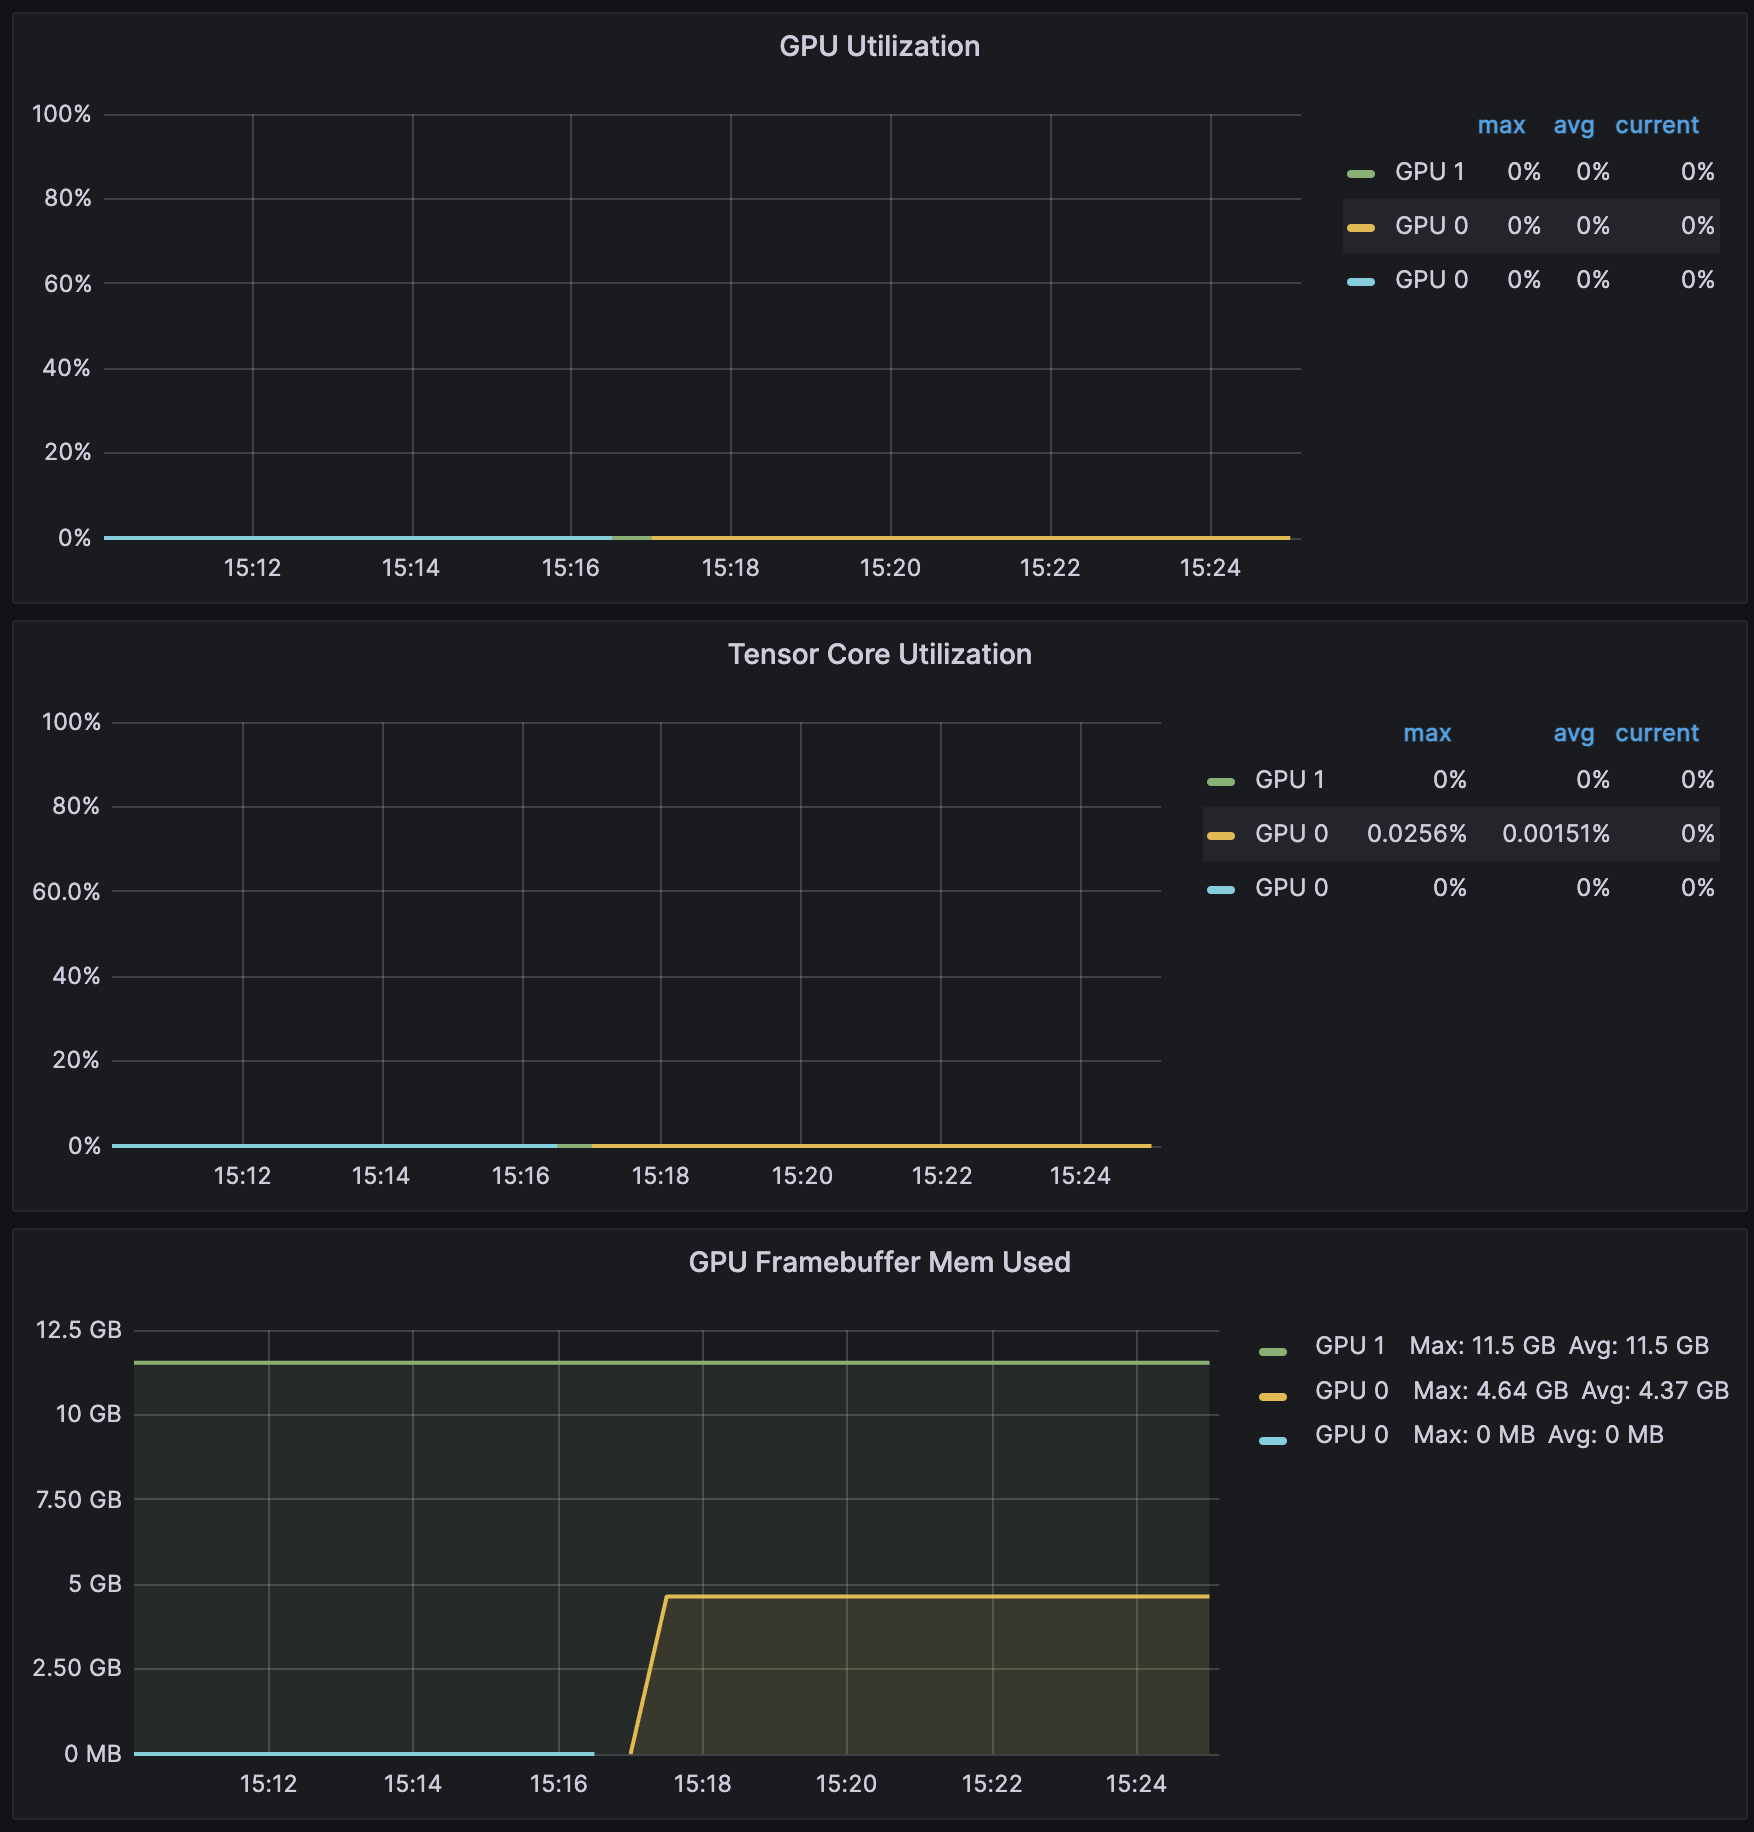 GPU Utilization
100%
80%
60%
40%
20%
0%
15:12 15:14 15:16 15:18 15:20 15:22 15:24
max avg current
GPU 1 0% 0% 0%
GPU 0 0% 0% 0%
GPU 0 0% 0% 0%
Tensor Core Utilization
100%
80%
60.0%
40%
20%
0%
15:12 15:14 15:16 15:18 15:20 15:22 15:24
max avg current
GPU 1 0% 0% 0%
GPU 0 0.0256% 0.00151% 0%
GPU 0 0% 0% 0%
GPU Framebuffer Mem Used
12.5 GB
10 GB
7.50 GB
5 GB
2.50 GB
0 MB
15:12 15:14 15:16 15:18 15:20 15:22 15:24
GPU 1 Max: 11.5 GB Avg: 11.5 GB
GPU 0 Max: 4.64 GB Avg: 4.37 GB
GPU 0 Max: 0 MB Avg: 0 MB